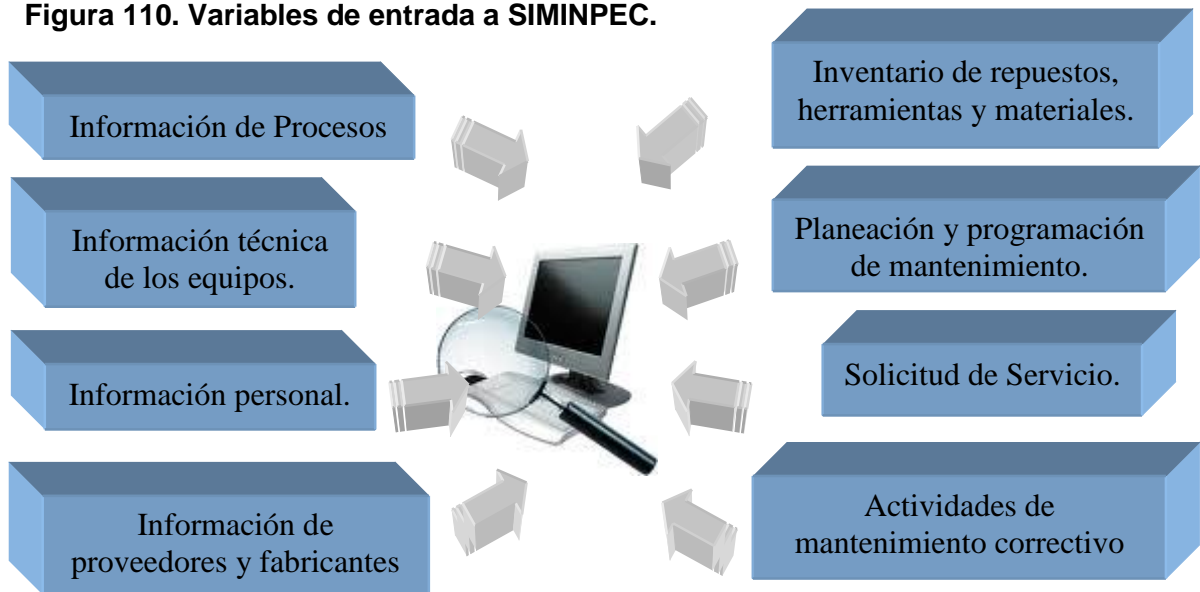 Figura 110. Variables de entrada a SIMINPEC.
Información de Procesos
Información técnica
de los equipos.
Información personal.
Información de
proveedores y fabricantes
Inventario de repuestos,
herramientas y materiales.
Planeación y programación
de mantenimiento.
Solicitud de Servicio.
Actividades de
mantenimiento correctivo